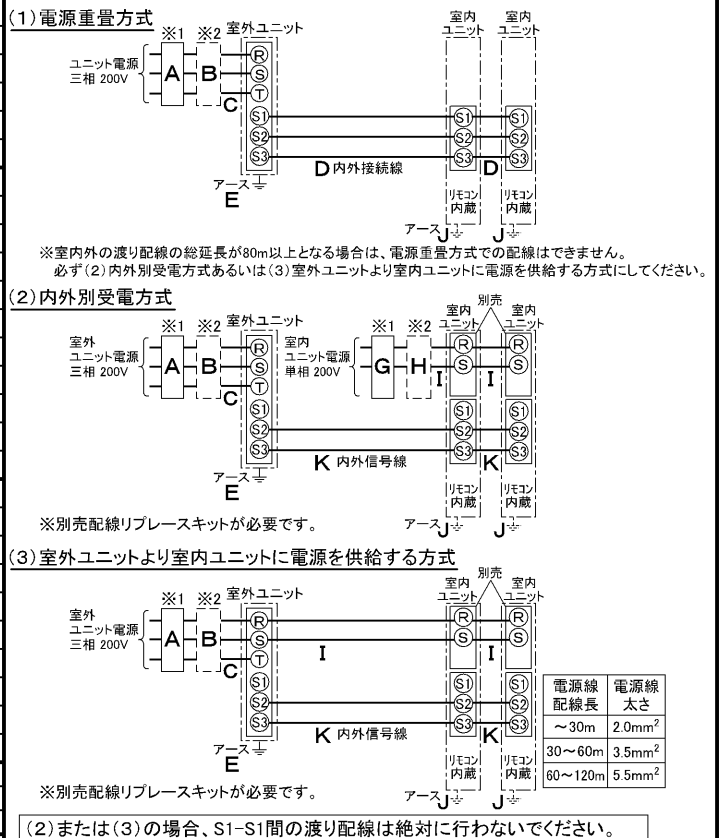 (1)電源重畳方式
※1 ※2 室外ユニット
室内ユニット 室内ユニット
ユニット電源
三相 200V
A B C
R
S
T
S1 S1 S1
S2 S2 S2
S3 S3 S3
D 内外接続線 D
リモコン内蔵 リモコン内蔵
アース E
アース J J
※室内外の渡り配線の総延長が80m以上となる場合は、電源重畳方式での配線はできません。
必ず(2)内外別受電方式あるいは(3)室外ユニットより室内ユニットに電源を供給する方式にしてください。
(2)内外別受電方式
別売
※1 ※2 室外ユニット ※1 ※2 室内ユニット 室内ユニット
室外
ユニット電源
三相 200V
室内
ユニット電源
単相 200V
A B C G H I I
R R R
S S S
T
S1 S1 S1
S2 S2 S2
S3 S3 S3
K 内外信号線 K
リモコン内蔵 リモコン内蔵
アース E
アース J J
※別売配線リプレースキットが必要です。
(3)室外ユニットより室内ユニットに電源を供給する方式
別売
※1 ※2 室外ユニット 室内ユニット 室内ユニット
室外
ユニット電源
三相 200V
A B C I I
R R R
S S S
T
S1 S1 S1
S2 S2 S2
S3 S3 S3
K 内外信号線 K
リモコン内蔵 リモコン内蔵
アース E
アース J J
電源線配線長 電源線太さ
~30m 2.0mm²
30~60m 3.5mm²
60~120m 5.5mm²
※別売配線リプレースキットが必要です。
(2)または(3)の場合、S1-S1間の渡り配線は絶対に行わないでください。